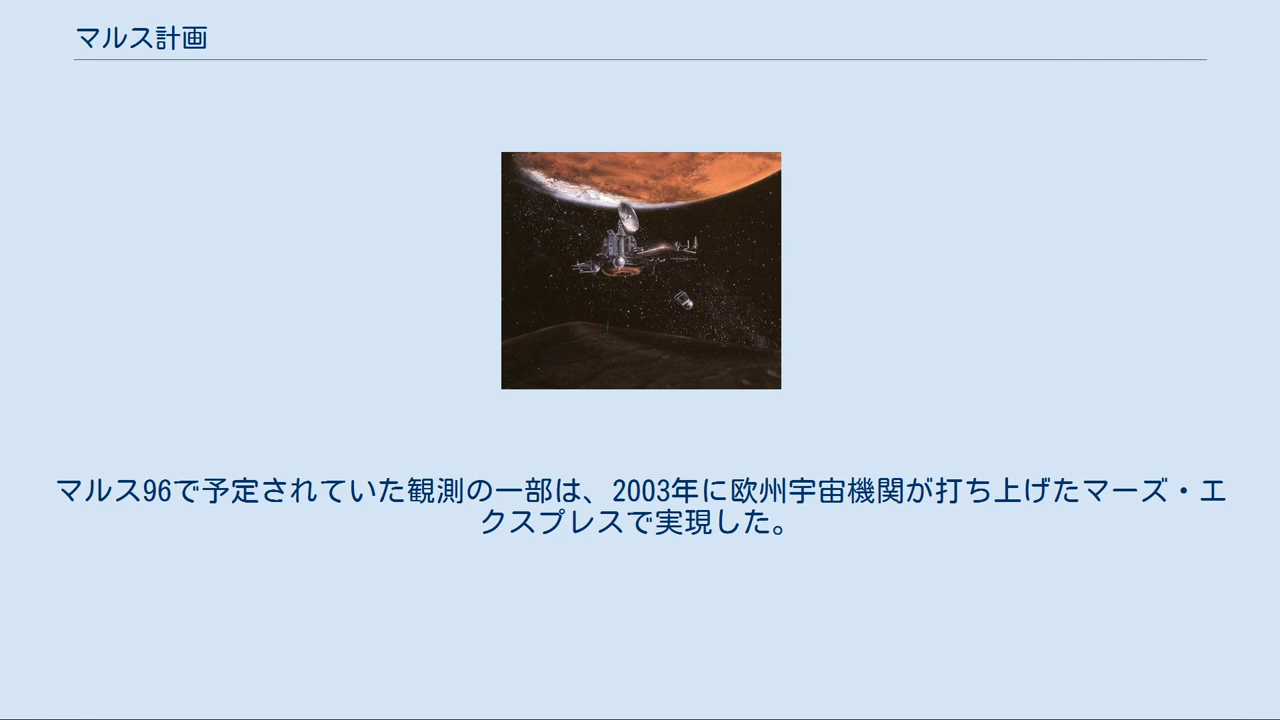 マルス計画
マルス96で予定されていた観測の一部は、2003年に欧州宇宙機関が打ち上げたマーズ・エ
クスプレスで実現した。